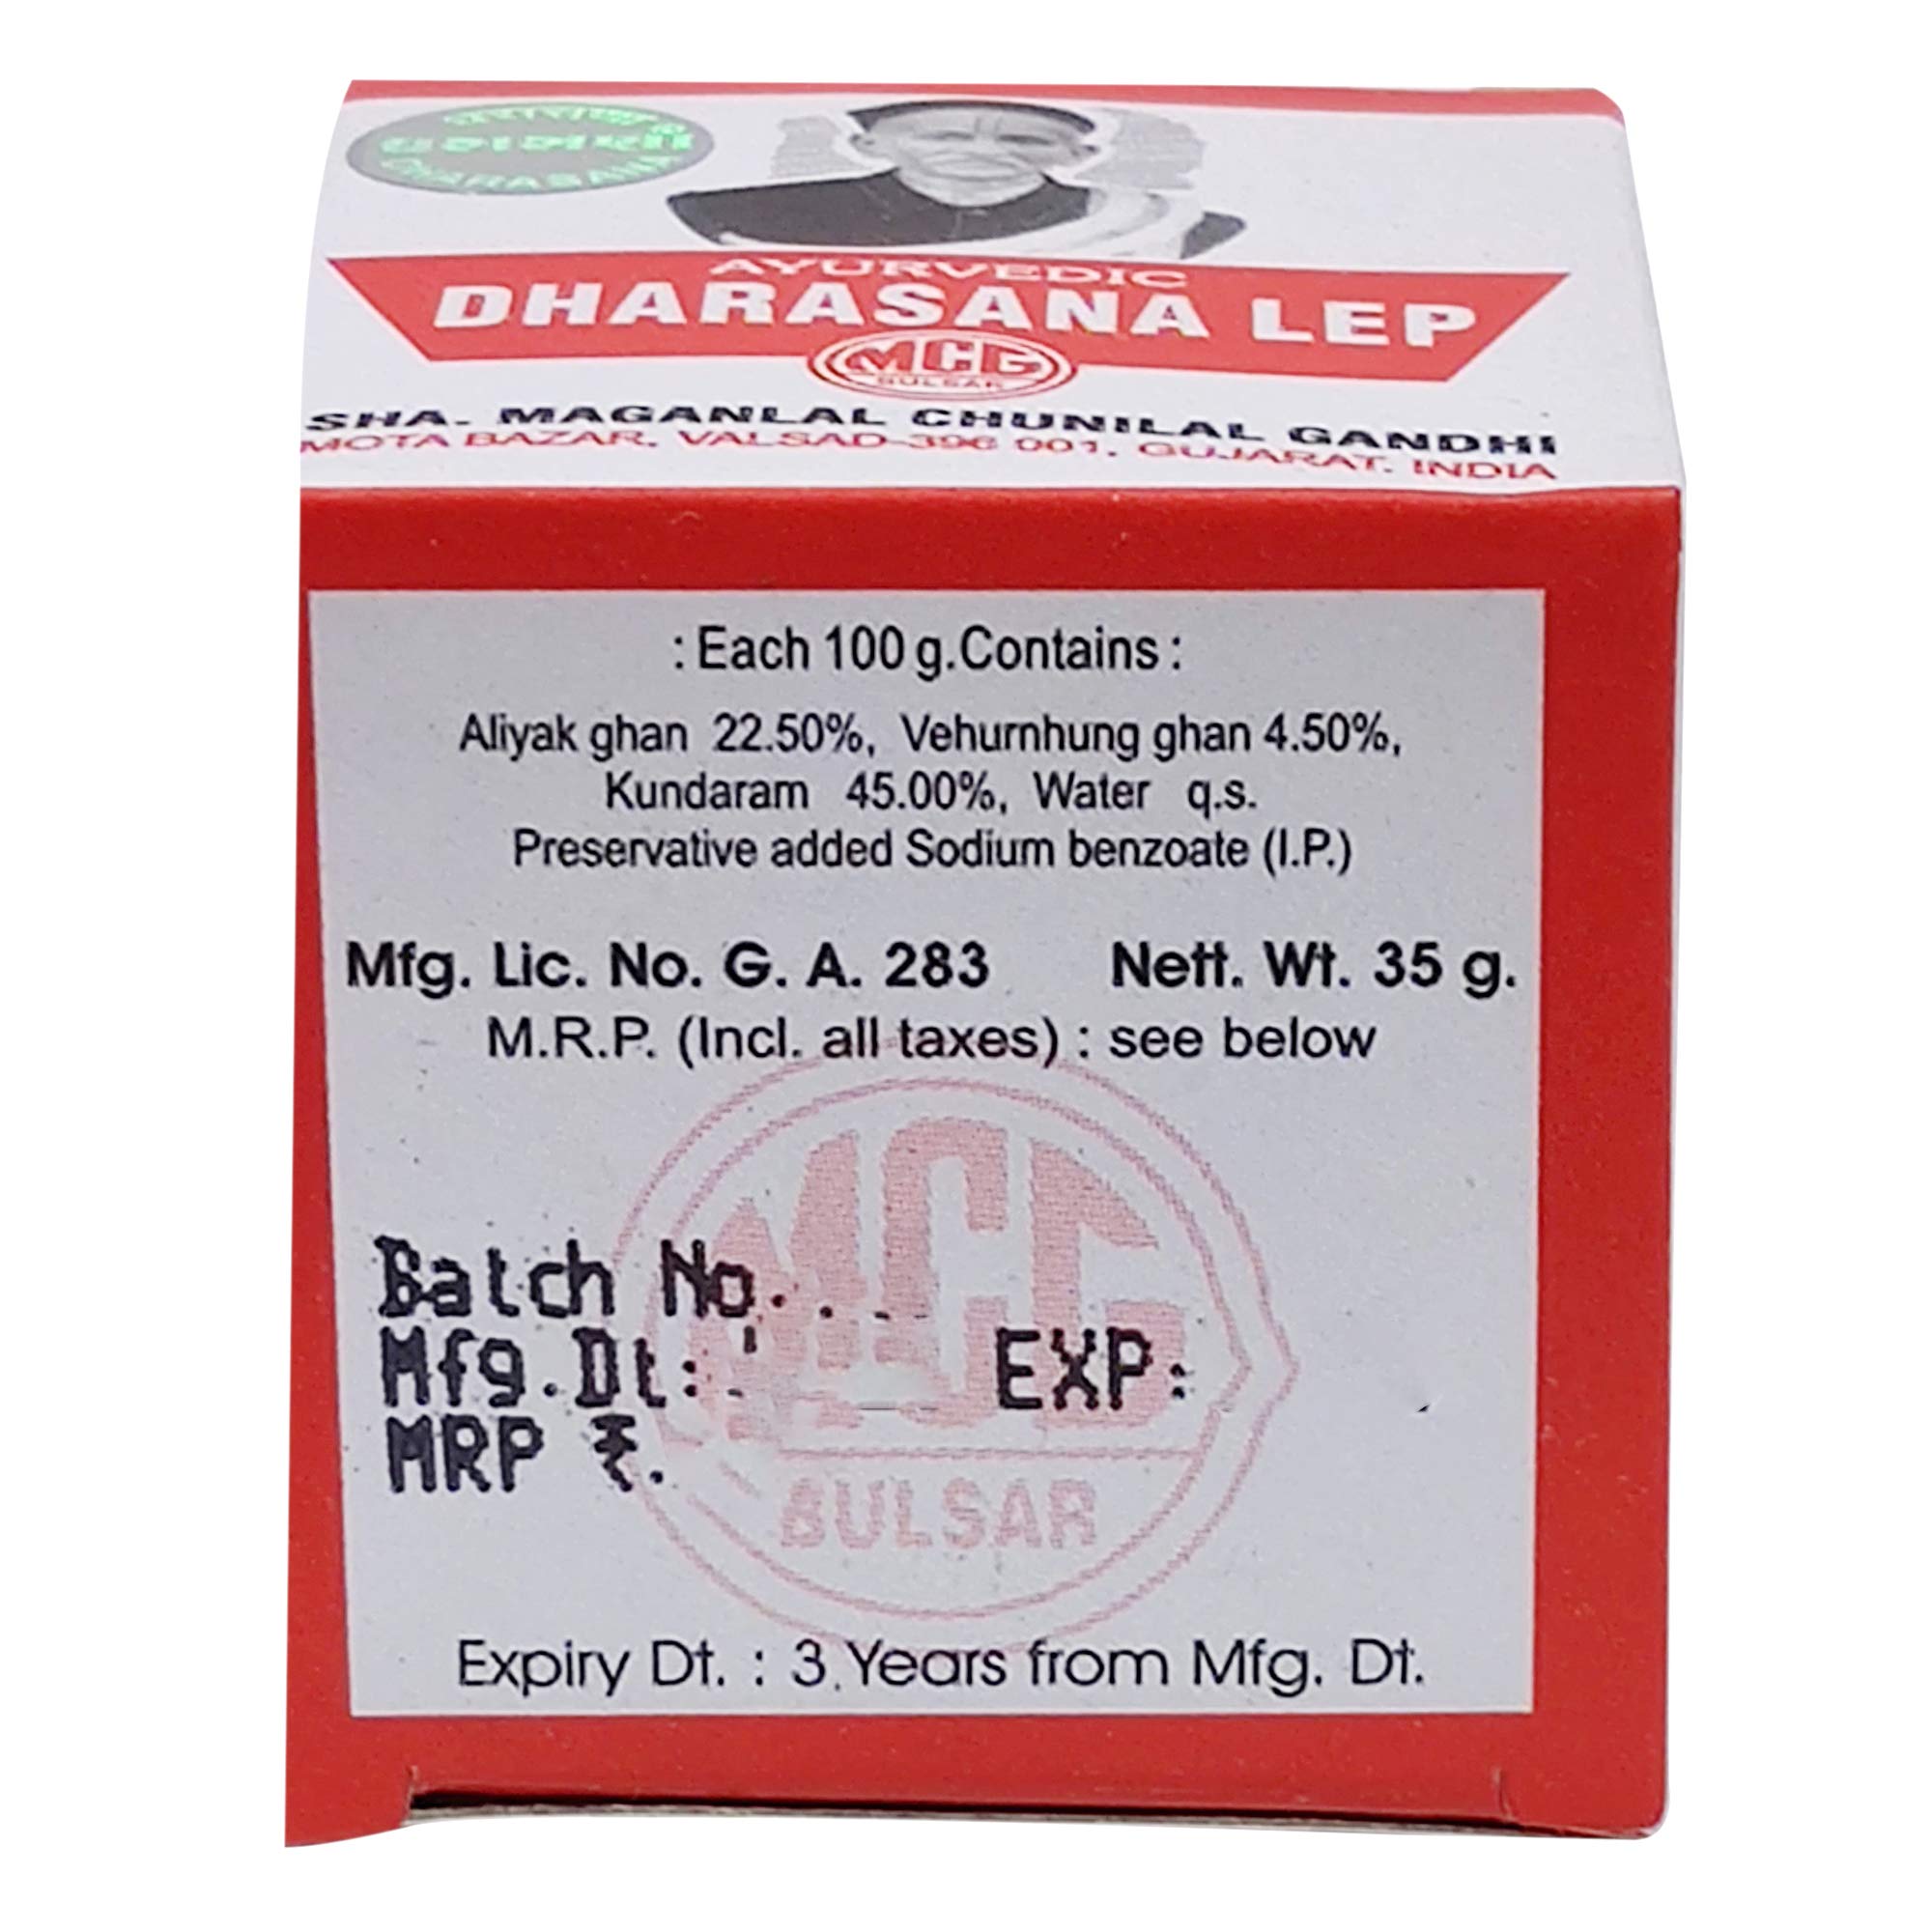 DHARASANA
AYURVEDIC
DHARASANA LEP
MCG
BULSAR
SHA. MAGANLAL CHUNILAL GANDHI
MOTA BAZAR, VALSAD-396 001. GUJARAT. INDIA
: Each 100 g.Contains :
Aliyak ghan 22.50%, Vehurnhung ghan 4.50%,
Kundaram 45.00%, Water q.s.
Preservative added Sodium benzoate (I.P.)
Mfg. Lic. No. G. A. 283 Nett. Wt. 35 g.
M.R.P. (Incl. all taxes) : see below
MCG
Batch No.
Mfg.Dt: EXP:
MRP ₹.
BULSAR
Expiry Dt. : 3 Years from Mfg. Dt.